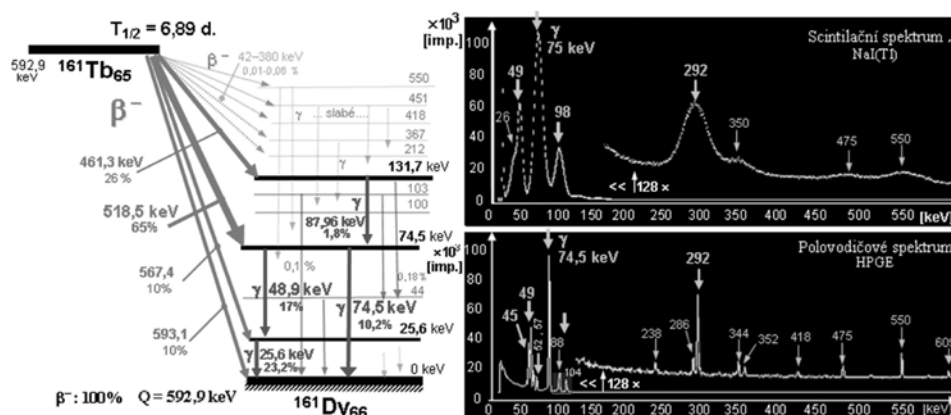 T1/2 = 6,89 d.
592,9
keV
161Tb65
β−
β−
42–380 keV
0,01-0,06 %
550
451
γ ... slabé....
418
367
γ
212
131,7 keV
461,3 keV
26 %
103
100
γ
87,96 keV
1,8%
518,5 keV
65%
74,5 keV
0,1 %
0,18%
567,4
10%
γ 48,9 keV
17%
γ 74,5 keV
10,2%
44
593,1
10%
25,6 keV
γ 25,6 keV
23,2%
0 keV
β−: 100% Q = 592,9 keV
161Dy66
×10³
[imp.]
100
80
60
40
20
0
γ
75 keV
Scintilační spektrum
NaI(Tl)
49
26
98
292
350
475
550
<< 128 ×
0 50 100 150 200 250 300 350 400 450 500 550 [keV]
×10³
[imp.]
100
80
60
40
20
0
γ
74,5 keV
Polovodičové spektrum
HPGE
49
45
52, 57
88
104
238
286
292
344
352
418
475
550
609
<< 128 ×
0 50 100 150 200 250 300 350 400 450 500 550 [keV]